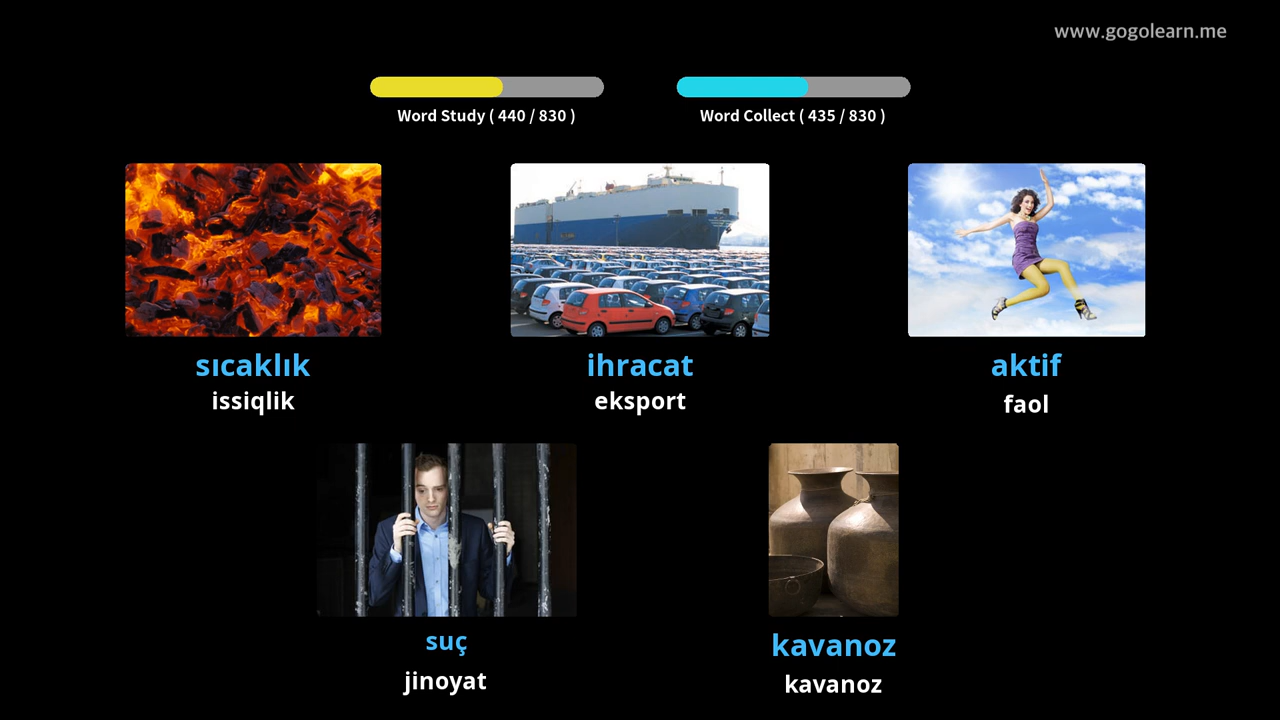 www.gogolearn.me
Word Study ( 440 / 830 )
Word Collect ( 435 / 830 )
sıcaklık
issiqlik
ihracat
eksport
aktif
faol
suç
jinoyat
kavanoz
kavanoz